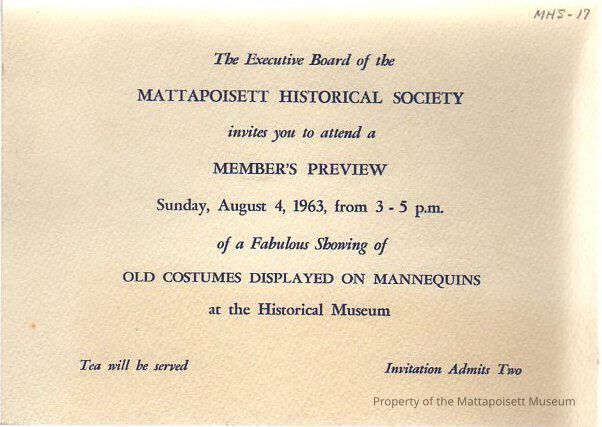 MHS-17
The Executive Board of the
MATTAPOISETT HISTORICAL SOCIETY
invites you to attend a
MEMBER'S PREVIEW
Sunday, August 4, 1963, from 3 - 5 p.m.
of a Fabulous Showing of
OLD COSTUMES DISPLAYED ON MANNEQUINS
at the Historical Museum
Tea will be served
Invitation Admits Two
Property of the Mattapoisett Museum